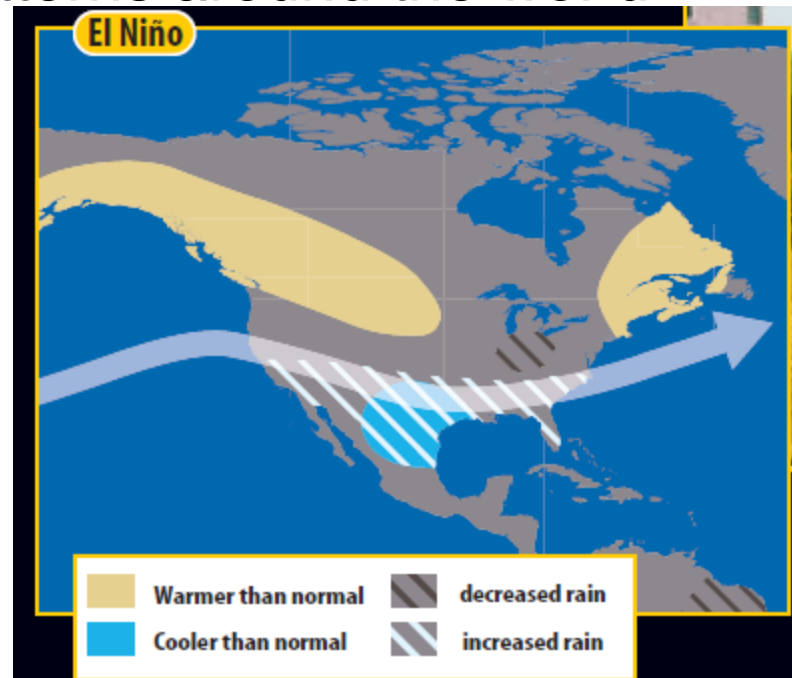 El Niño
Warmer than normal
decreased rain
Cooler than normal
increased rain